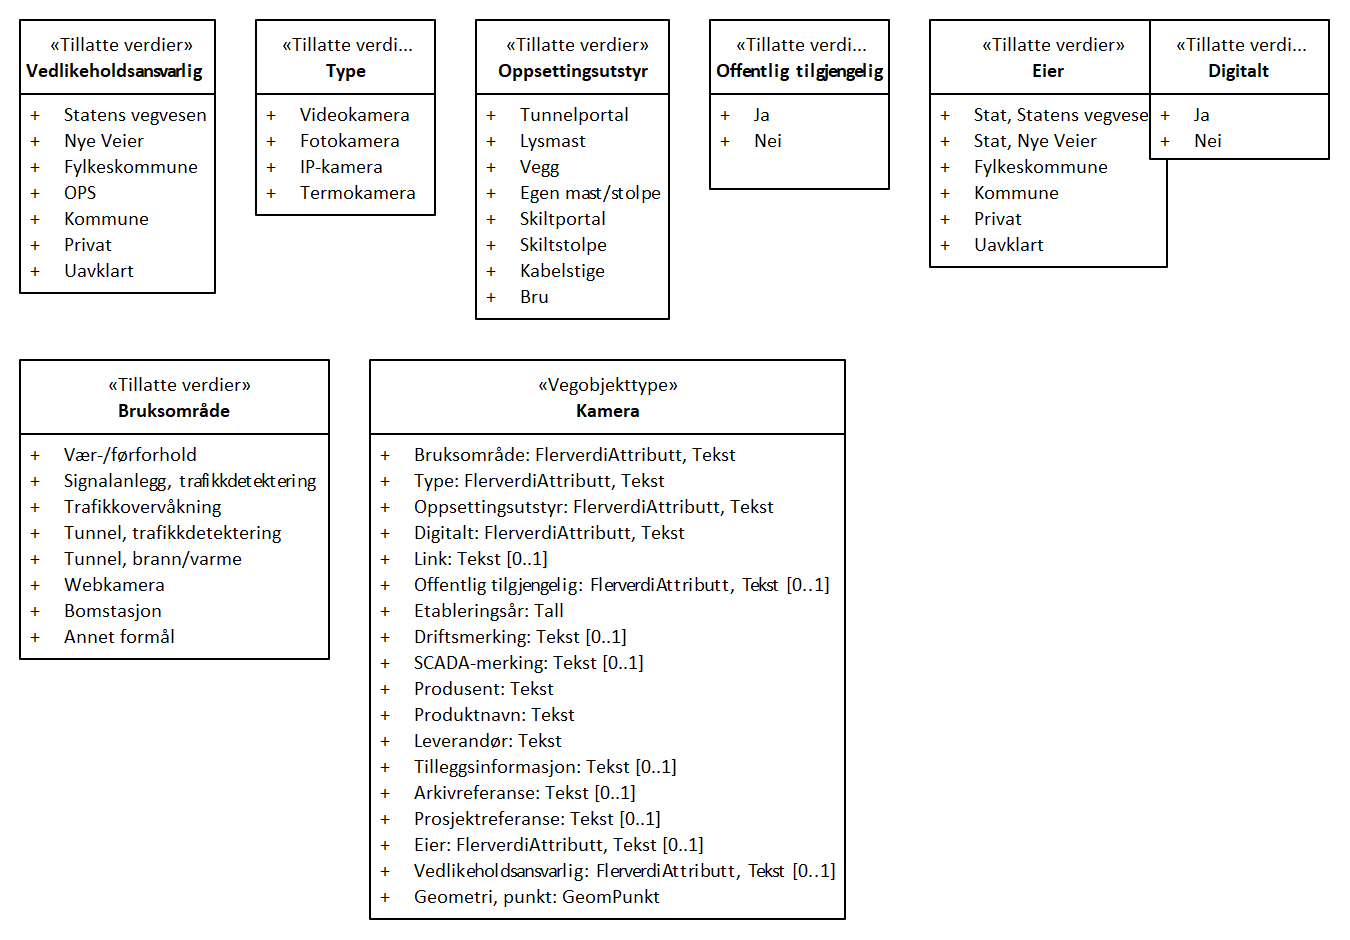 «Tillatte verdier»
Vedlikeholdsansvarlig
+ Statens vegvesen
+ Nye Veier
+ Fylkeskommune
+ OPS
+ Kommune
+ Privat
+ Uavklart
«Tillatte verdi...
Type
+ Videokamera
+ Fotokamera
+ IP-kamera
+ Termokamera
«Tillatte verdier»
Oppsettingsutstyr
+ Tunnelportal
+ Lysmast
+ Vegg
+ Egen mast/stolpe
+ Skiltportal
+ Skiltstolpe
+ Kabelstige
+ Bru
«Tillatte verdi...
Offentlig tilgjengelig
+ Ja
+ Nei
«Tillatte verdier»
Eier
+ Stat, Statens vegvese
+ Stat, Nye Veier
+ Fylkeskommune
+ Kommune
+ Privat
+ Uavklart
«Tillatte verdi...
Digitalt
+ Ja
+ Nei
«Tillatte verdier»
Bruksområde
+ Vær-/førforhold
+ Signalanlegg, trafikkdetektering
+ Trafikkovervåkning
+ Tunnel, trafikkdetektering
+ Tunnel, brann/varme
+ Webkamera
+ Bomstasjon
+ Annet formål
«Vegobjekttype»
Kamera
+ Bruksområde: FlerverdiAttributt, Tekst
+ Type: FlerverdiAttributt, Tekst
+ Oppsettingsutstyr: FlerverdiAttributt, Tekst
+ Digitalt: FlerverdiAttributt, Tekst
+ Link: Tekst [0..1]
+ Offentlig tilgjengelig: FlerverdiAttributt, Tekst [0..1]
+ Etableringsår: Tall
+ Driftsmerking: Tekst [0..1]
+ SCADA-merking: Tekst [0..1]
+ Produsent: Tekst
+ Produktnavn: Tekst
+ Leverandør: Tekst
+ Tilleggsinformasjon: Tekst [0..1]
+ Arkivreferanse: Tekst [0..1]
+ Prosjektreferanse: Tekst [0..1]
+ Eier: FlerverdiAttributt, Tekst [0..1]
+ Vedlikeholdsansvarlig: FlerverdiAttributt, Tekst [0..1]
+ Geometri, punkt: GeomPunkt